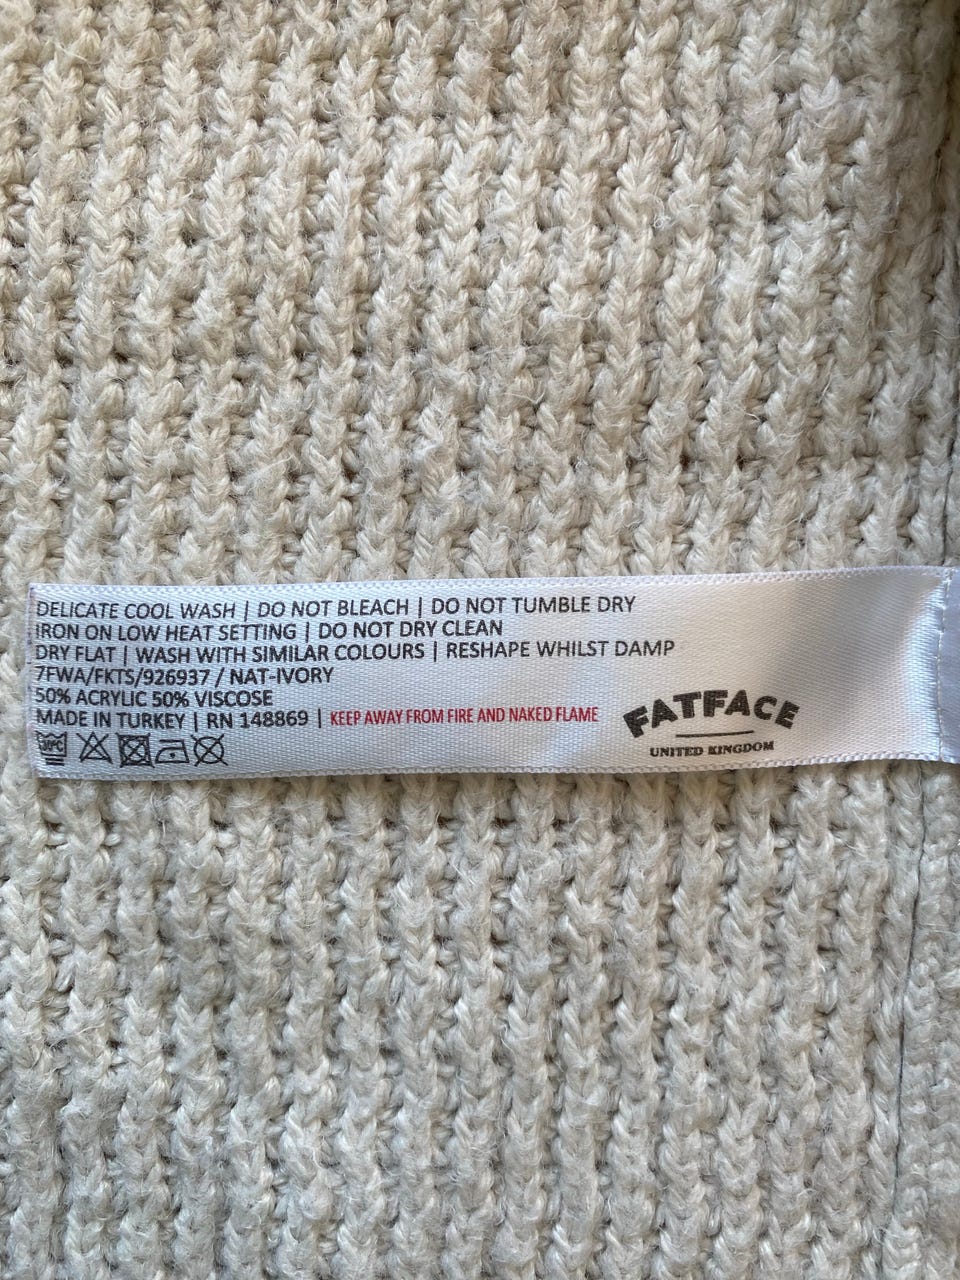 DELICATE COOL WASH | DO NOT BLEACH | DO NOT TUMBLE DRY
IRON ON LOW HEAT SETTING | DO NOT DRY CLEAN
DRY FLAT | WASH WITH SIMILAR COLOURS | RESHAPE WHILST DAMP
7FWA/FKTS/926937 / NAT-IVORY
50% ACRYLIC 50% VISCOSE
MADE IN TURKEY | RN 148869 | KEEP AWAY FROM FIRE AND NAKED FLAME
30°C
FATFACE
UNITED KINGDOM